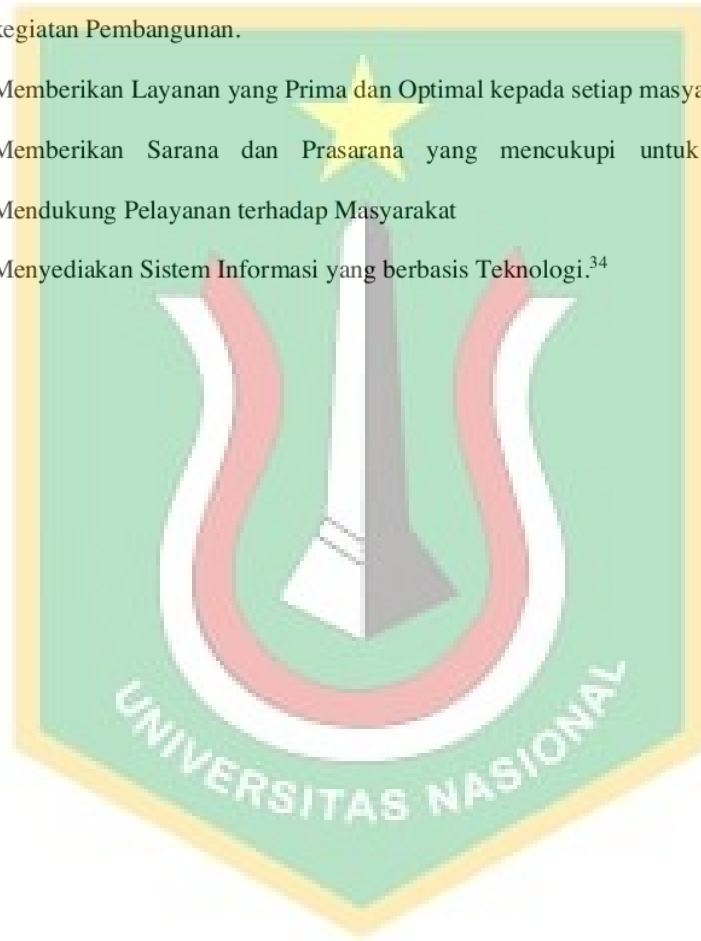 kegiatan Pembangunan.
Memberikan Layanan yang Prima dan Optimal kepada setiap
Memberikan Sarana dan Prasarana yang mencukupi untuk
Mendukung Pelayanan terhadap Masyarakat
Menyediakan Sistem Informasi yang berbasis Teknologi.³⁴
UNIVERSITAS NASIONAL